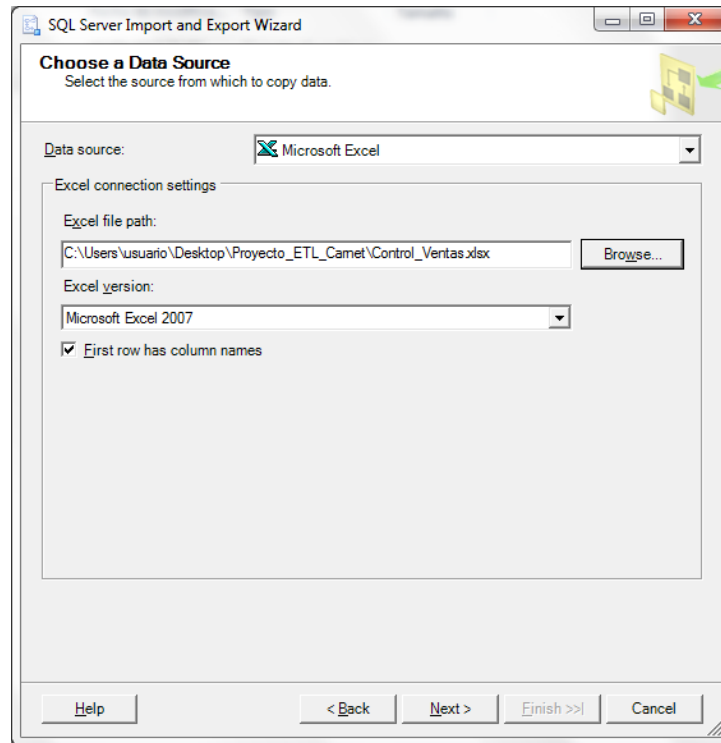 SQL Server Import and Export Wizard
Choose a Data Source
Select the source from which to copy data.
Data source:
Microsoft Excel
Excel connection settings
Excel file path:
C:\Users\usuario\Desktop\Proyecto_ETL_Carnet\Control_Ventas.xlsx
Browse...
Excel version:
Microsoft Excel 2007
First row has column names
Help
< Back
Next >
Finish >>|
Cancel